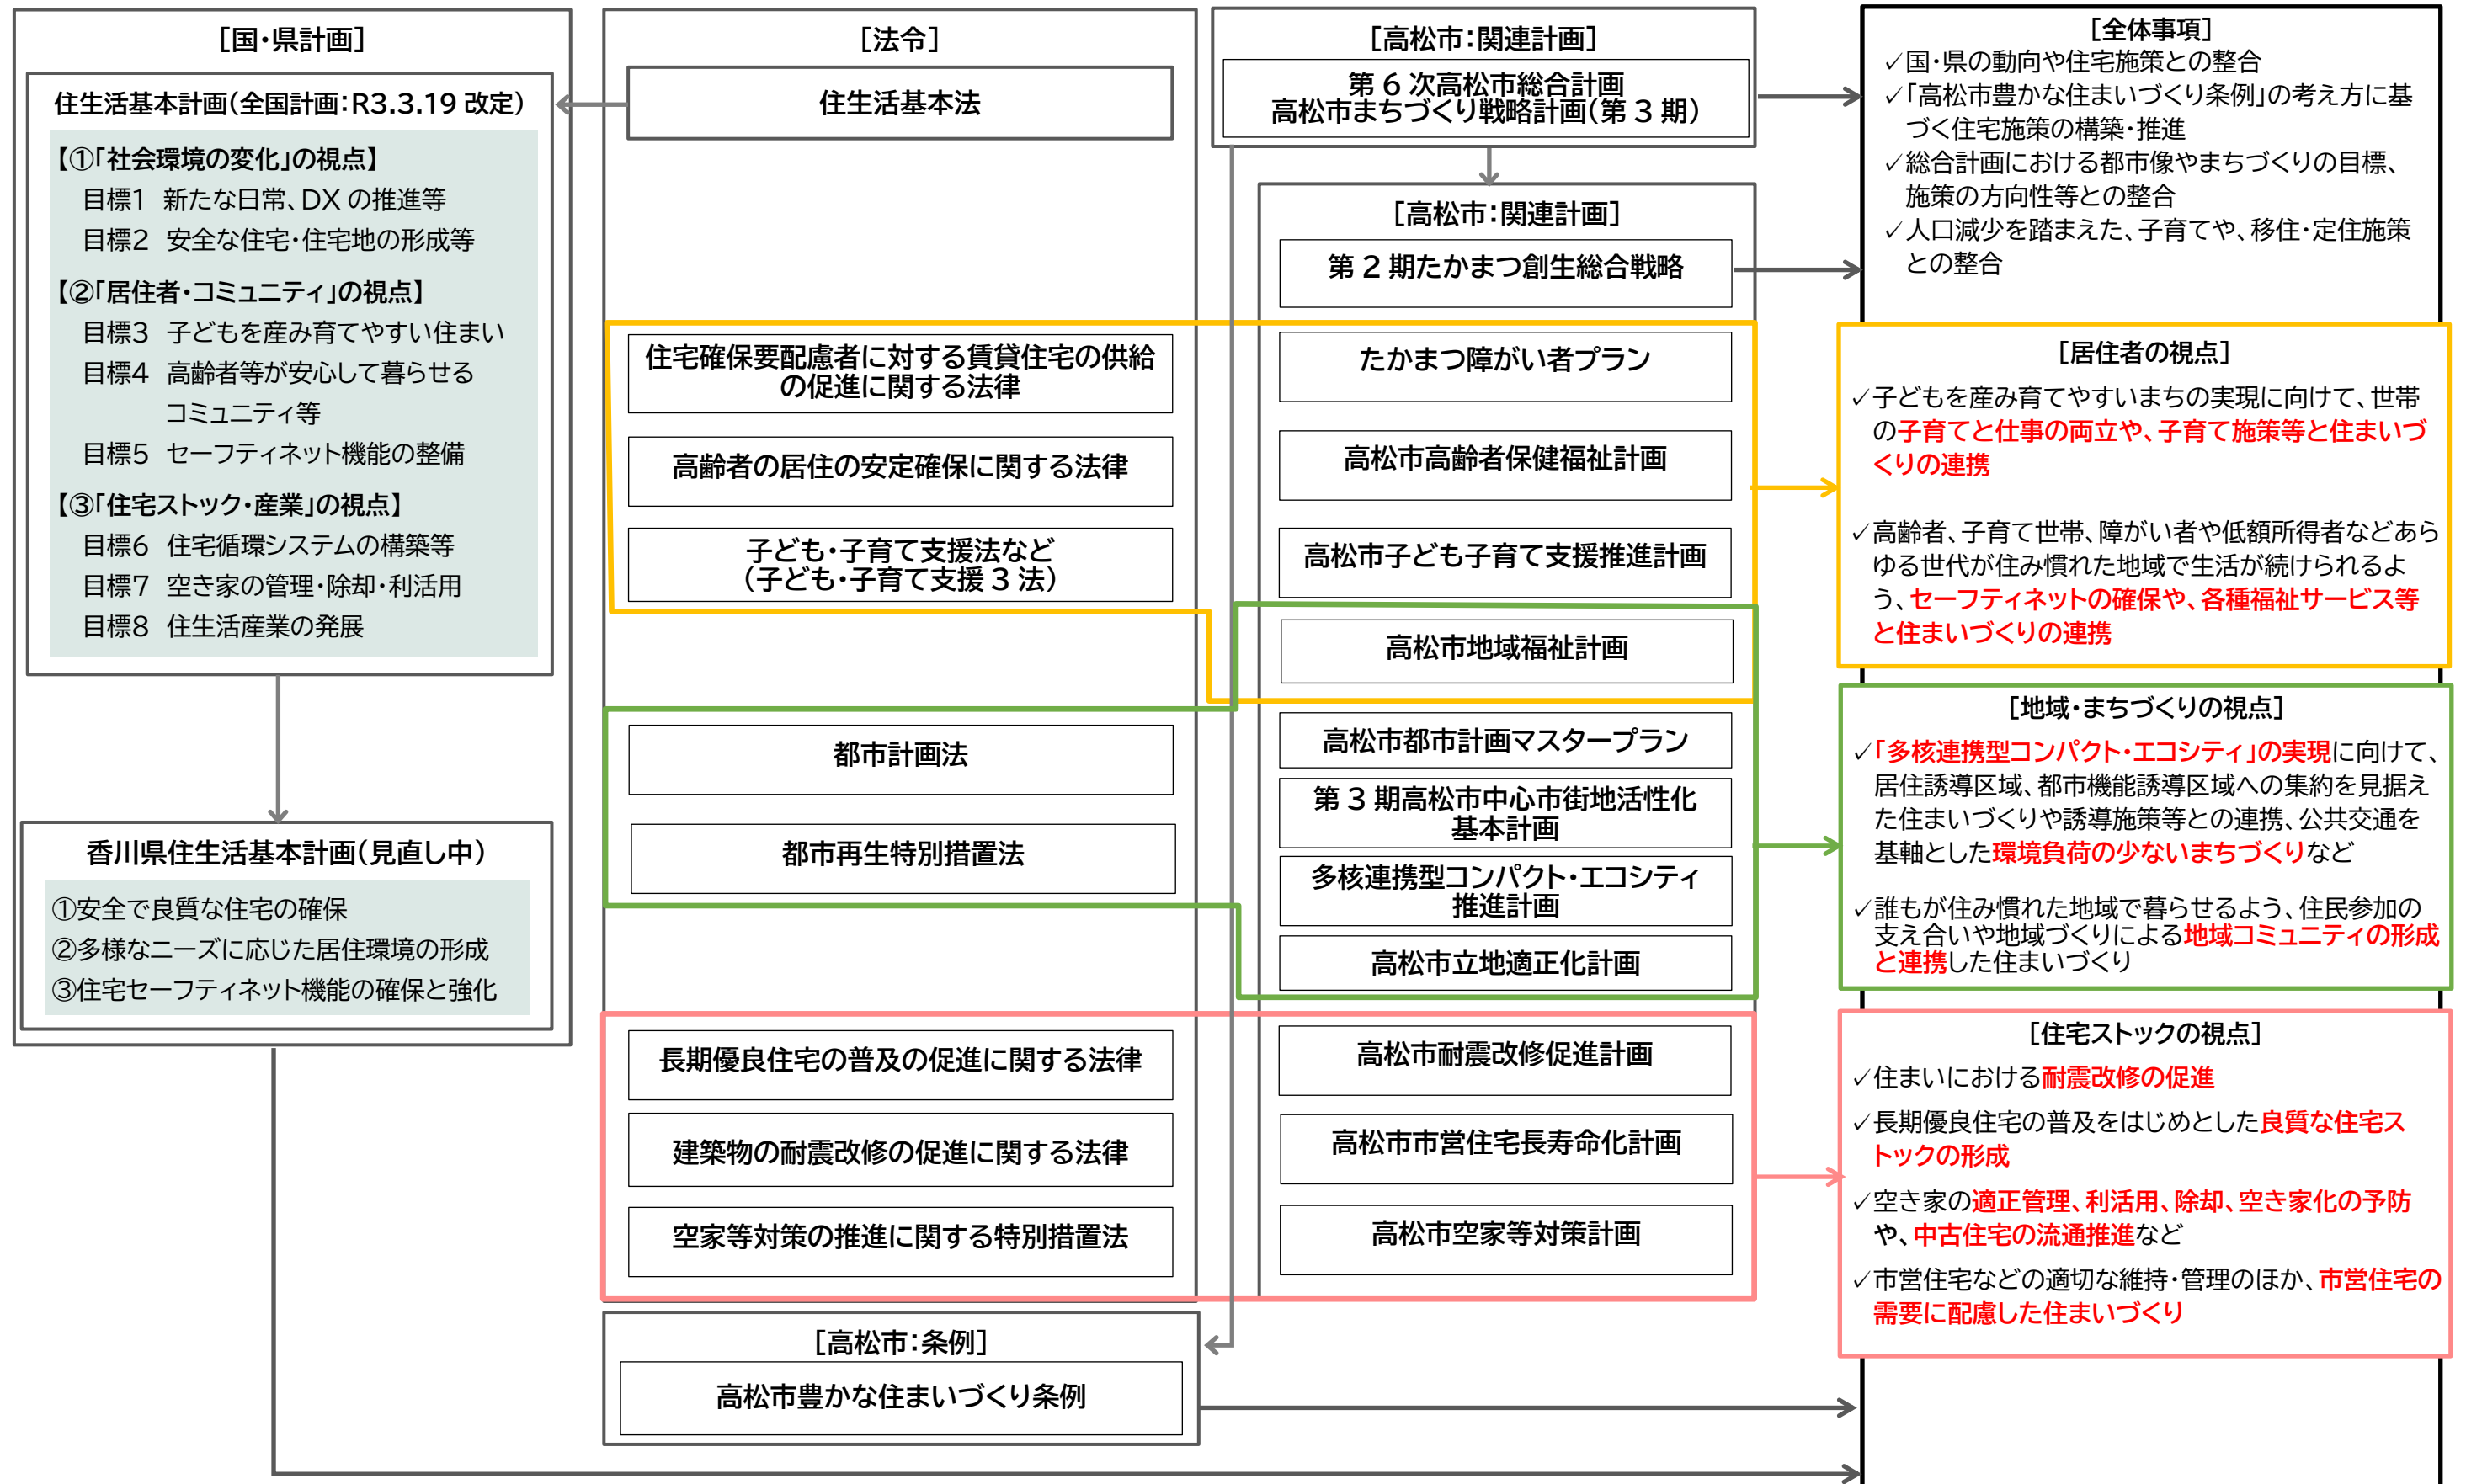 ［国・県計画］
住生活基本計画（全国計画：R3.3.19 改定）
【①「社会環境の変化」の視点】
目標1 新たな日常、DX の推進等
目標2 安全な住宅・住宅地の形成等
【②「居住者・コミュニティ」の視点】
目標3 子どもを産み育てやすい住まい
目標4 高齢者等が安心して暮らせる
コミュニティ等
目標5 セーフティネット機能の整備
【③「住宅ストック・産業」の視点】
目標6 住宅循環システムの構築等
目標7 空き家の管理・除却・利活用
目標8 住生活産業の発展
香川県住生活基本計画（見直し中）
①安全で良質な住宅の確保
②多様なニーズに応じた居住環境の形成
③住宅セーフティネット機能の確保と強化
［法令］
住生活基本法
住宅確保要配慮者に対する賃貸住宅の供給
の促進に関する法律
高齢者の居住の安定確保に関する法律
子ども・子育て支援法など
（子ども・子育て支援 3 法）
都市計画法
都市再生特別措置法
長期優良住宅の普及の促進に関する法律
建築物の耐震改修の促進に関する法律
空家等対策の推進に関する特別措置法
［高松市：条例］
高松市豊かな住まいづくり条例
［高松市：関連計画］
第 6 次高松市総合計画
高松市まちづくり戦略計画（第 3 期）
［高松市：関連計画］
第 2 期たかまつ創生総合戦略
たかまつ障がい者プラン
高松市高齢者保健福祉計画
高松市子ども子育て支援推進計画
高松市地域福祉計画
高松市都市計画マスタープラン
第 3 期高松市中心市街地活性化
基本計画
多核連携型コンパクト・エコシティ
推進計画
高松市立地適正化計画
高松市耐震改修促進計画
高松市市営住宅長寿命化計画
高松市空家等対策計画
［全体事項］
✓国・県の動向や住宅施策との整合
✓「高松市豊かな住まいづくり条例」の考え方に基
づく住宅施策の構築・推進
✓総合計画における都市像やまちづくりの目標、
施策の方向性等との整合
✓人口減少を踏まえた、子育てや、移住・定住施策
との整合
［居住者の視点］
✓子どもを産み育てやすいまちの実現に向けて、世帯
の子育てと仕事の両立や、子育て施策等と住まいづ
くりの連携
✓高齢者、子育て世帯、障がい者や低額所得者などあら
ゆる世代が住み慣れた地域で生活が続けられるよ
う、セーフティネットの確保や、各種福祉サービス等
と住まいづくりの連携
［地域・まちづくりの視点］
✓「多核連携型コンパクト・エコシティ」の実現に向けて、
居住誘導区域、都市機能誘導区域への集約を見据え
た住まいづくりや誘導施策等との連携、公共交通を
基軸とした環境負荷の少ないまちづくりなど
✓誰もが住み慣れた地域で暮らせるよう、住民参加の
支え合いや地域づくりによる地域コミュニティの形成
と連携した住まいづくり
［住宅ストックの視点］
✓住まいにおける耐震改修の促進
✓長期優良住宅の普及をはじめとした良質な住宅ス
トックの形成
✓空き家の適正管理、利活用、除却、空き家化の予防
や、中古住宅の流通推進など
✓市営住宅などの適切な維持・管理のほか、市営住宅の
需要に配慮した住まいづくり